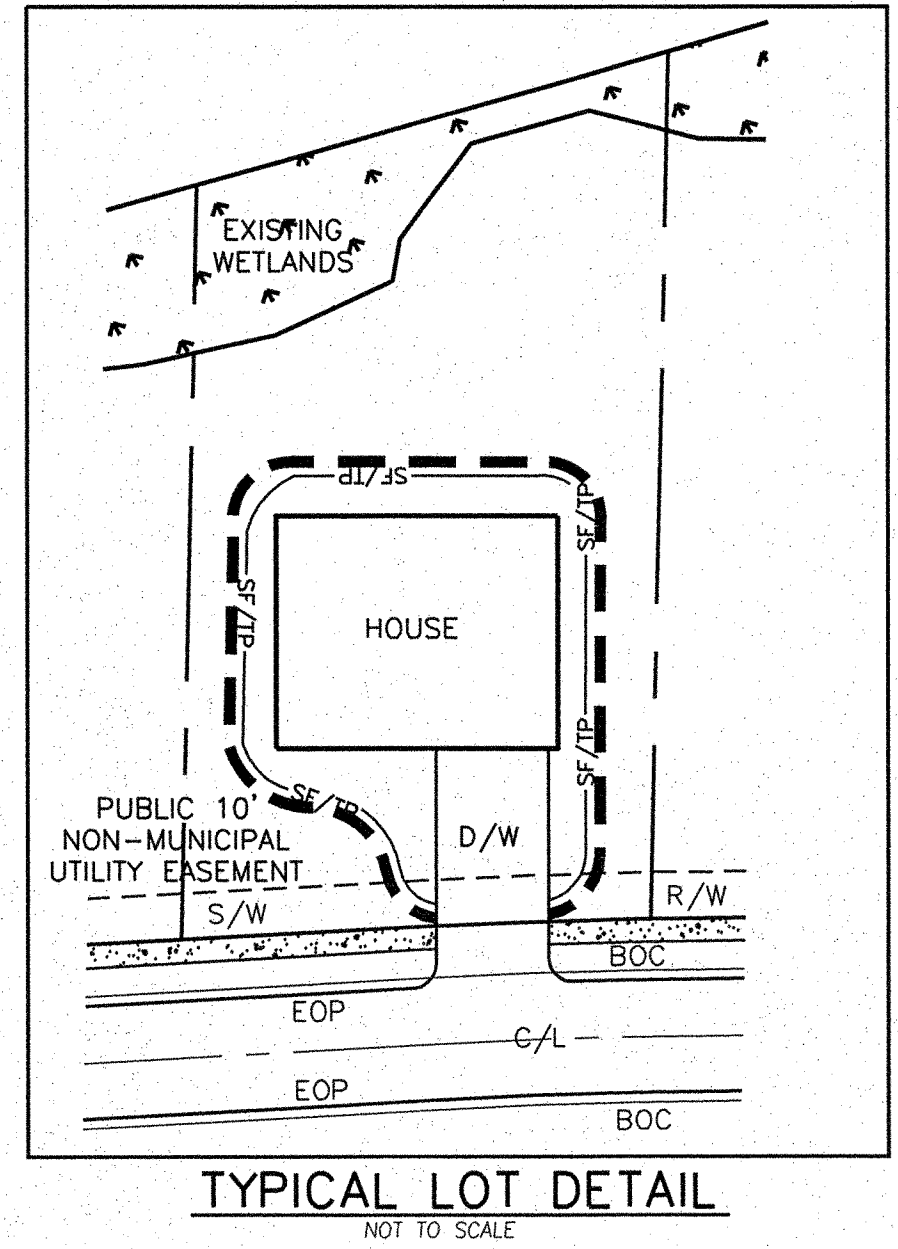 EXISTING
WETLANDS
SF/TP
SF/TP
SF/TP
HOUSE
SF/TP
SF/TP
PUBLIC 10'
NON-MUNICIPAL
UTILITY EASEMENT
D/W
R/W
S/W
BOC
EOP
C/L
EOP
BOC
TYPICAL LOT DETAIL
NOT TO SCALE